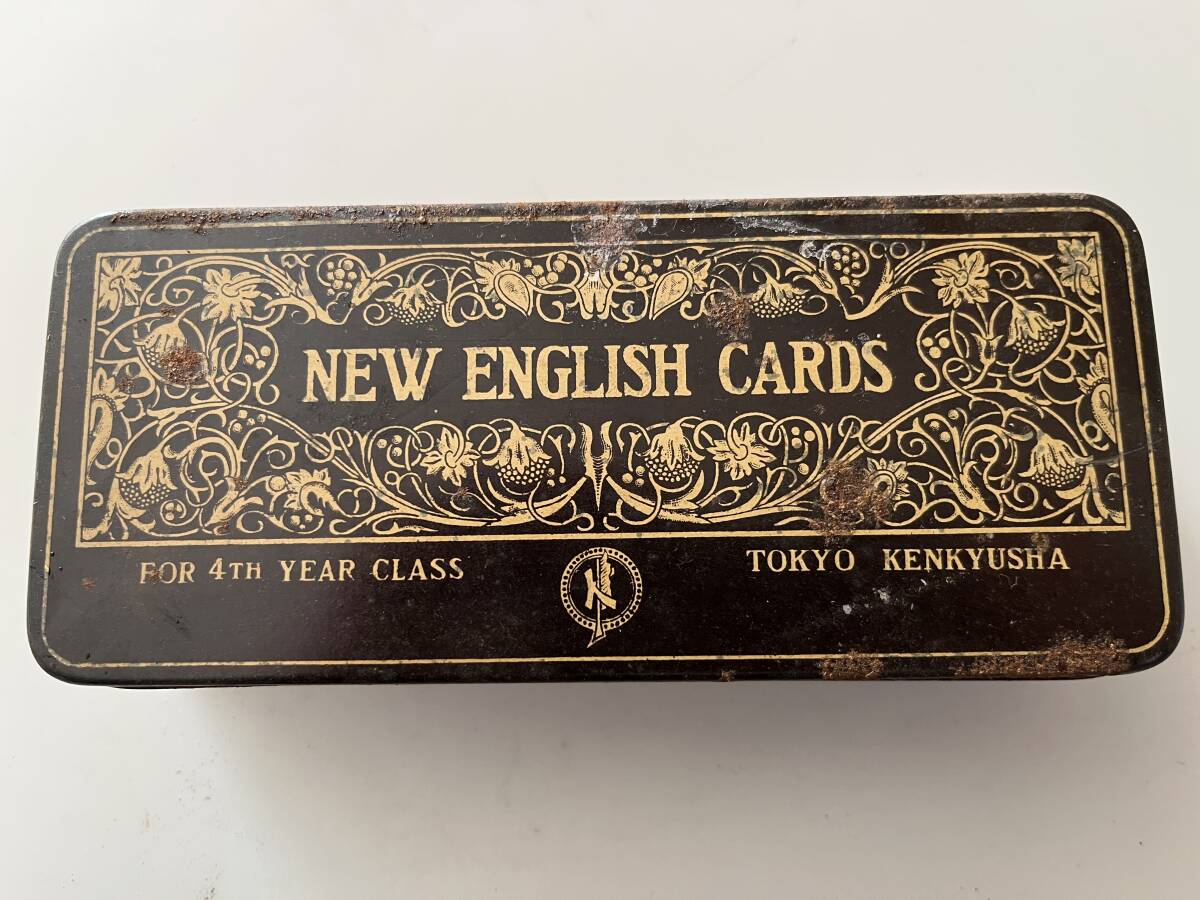 NEW ENGLISH CARDS
FOR 4TH YEAR CLASS
K
TOKYO KENKYUSHA